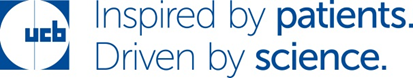 ucb
Inspired by patients.
Driven by science.